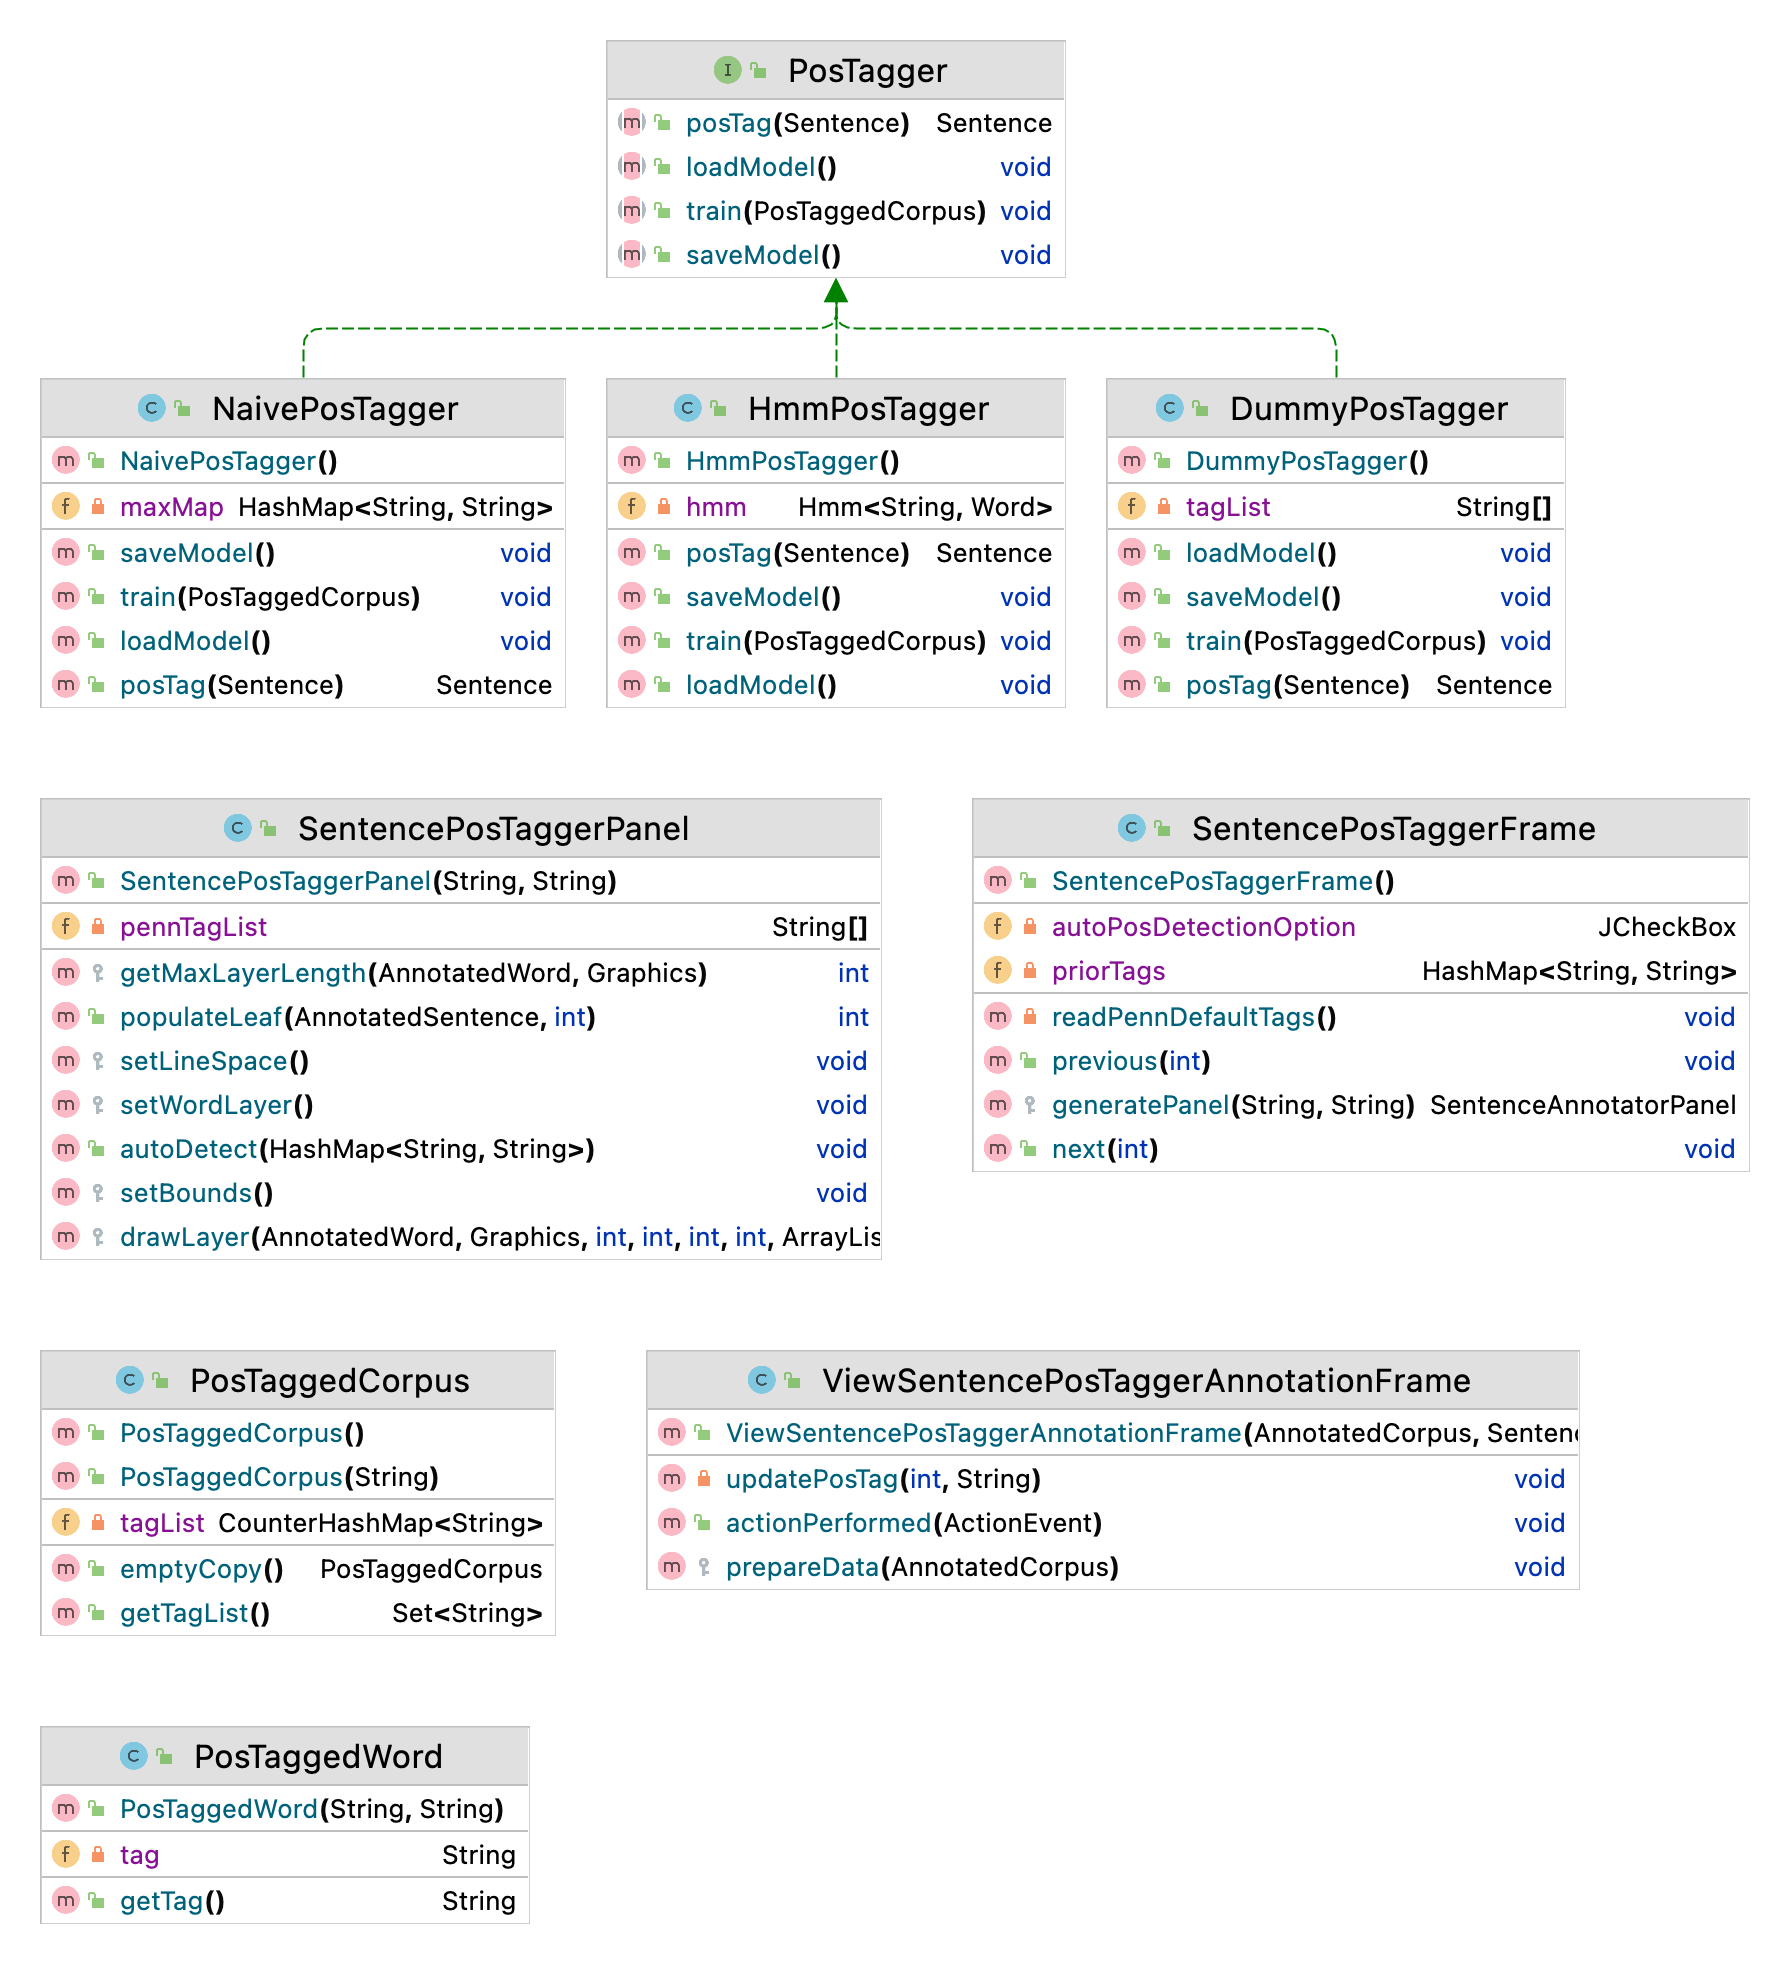 PosTagger
posTag(Sentence) Sentence
loadModel() void
train(PosTaggedCorpus) void
saveModel() void
NaivePosTagger
NaivePosTagger()
maxMap HashMap<String, String>
saveModel() void
train(PosTaggedCorpus) void
loadModel() void
posTag(Sentence) Sentence
HmmPosTagger
HmmPosTagger()
hmm Hmm<String, Word>
posTag(Sentence) Sentence
saveModel() void
train(PosTaggedCorpus) void
loadModel() void
DummyPosTagger
DummyPosTagger()
tagList String[]
loadModel() void
saveModel() void
train(PosTaggedCorpus) void
posTag(Sentence) Sentence
SentencePosTaggerPanel
SentencePosTaggerPanel(String, String)
pennTagList String[]
getMaxLayerLength(AnnotatedWord, Graphics) int
populateLeaf(AnnotatedSentence, int) int
setLineSpace() void
setWordLayer() void
autoDetect(HashMap<String, String>) void
setBounds() void
drawLayer(AnnotatedWord, Graphics, int, int, int, int, ArrayLis
SentencePosTaggerFrame
SentencePosTaggerFrame()
autoPosDetectionOption JCheckBox
priorTags HashMap<String, String>
readPennDefaultTags() void
previous(int) void
generatePanel(String, String) SentenceAnnotatorPanel
next(int) void
PosTaggedCorpus
PosTaggedCorpus()
PosTaggedCorpus(String)
tagList CounterHashMap<String>
emptyCopy() PosTaggedCorpus
getTagList() Set<String>
ViewSentencePosTaggerAnnotationFrame
ViewSentencePosTaggerAnnotationFrame(AnnotatedCorpus, Sentenc
updatePosTag(int, String) void
actionPerformed(ActionEvent) void
prepareData(AnnotatedCorpus) void
PosTaggedWord
PosTaggedWord(String, String)
tag String
getTag() String